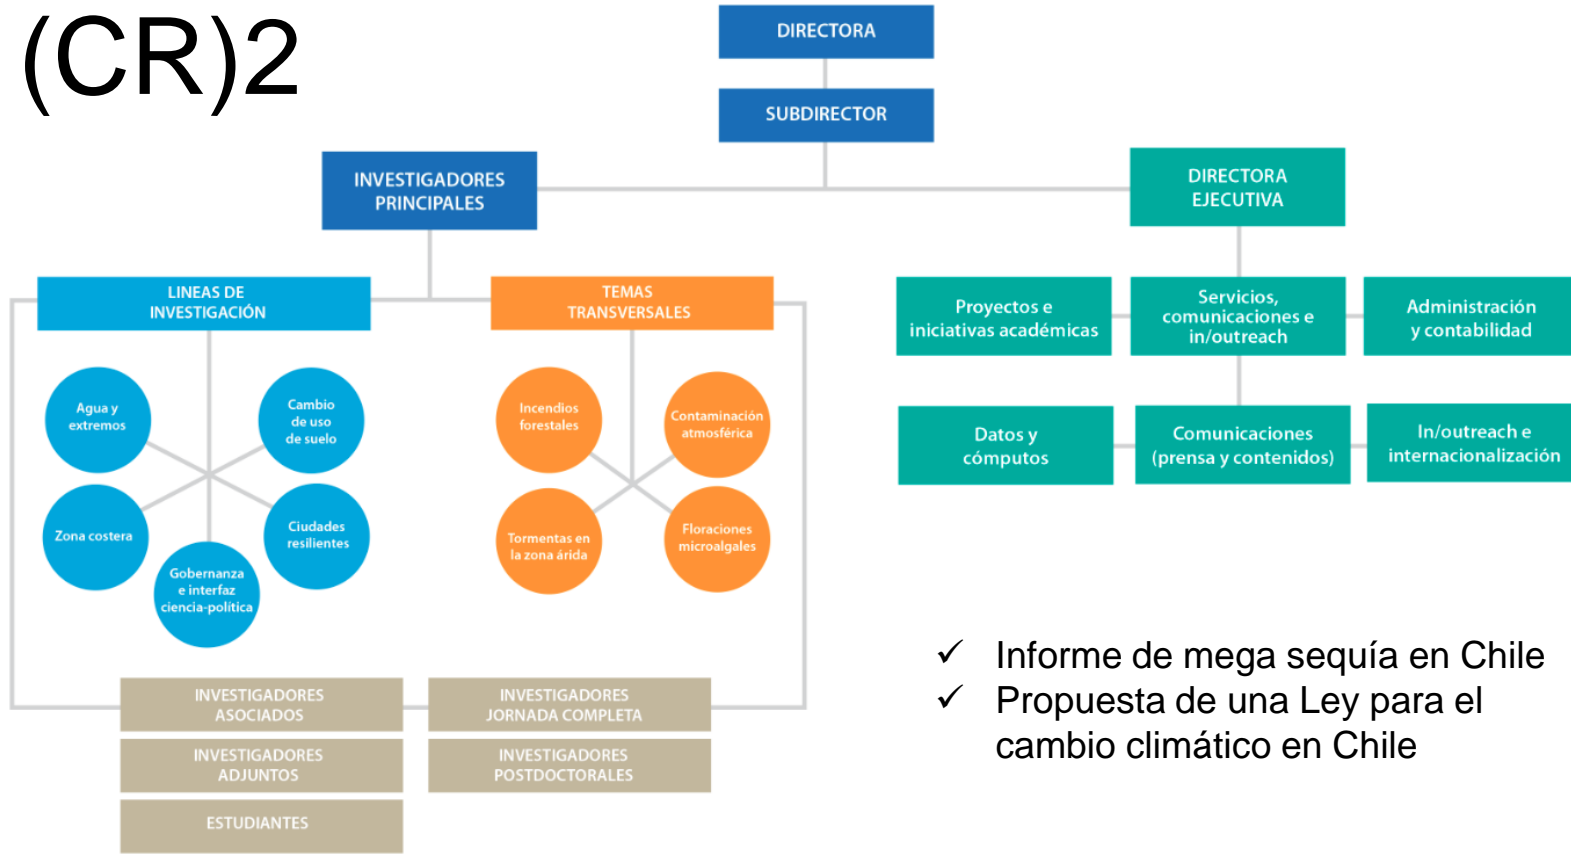 (CR)2
DIRECTORA
SUBDIRECTOR
INVESTIGADORES
PRINCIPALES
DIRECTORA
EJECUTIVA
LINEAS DE
INVESTIGACIÓN
TEMAS
TRANSVERSALES
Proyectos e
iniciativas académicas
Servicios,
comunicaciones e
in/outreach
Administración
y contabilidad
Agua y
extremos
Cambio
de uso
de suelo
Zona costera
Ciudades
resilientes
Gobernanza
e interfaz
ciencia-política
Incendios
forestales
Contaminación
atmosférica
Tormentas en
la zona árida
Floraciones
microalgales
Datos y
cómputos
Comunicaciones
(prensa y contenidos)
In/outreach e
internacionalización
INVESTIGADORES
ASOCIADOS
INVESTIGADORES
JORNADA COMPLETA
INVESTIGADORES
ADJUNTOS
INVESTIGADORES
POSTDOCTORALES
ESTUDIANTES
✓ Informe de mega sequía en Chile
✓ Propuesta de una Ley para el
cambio climático en Chile